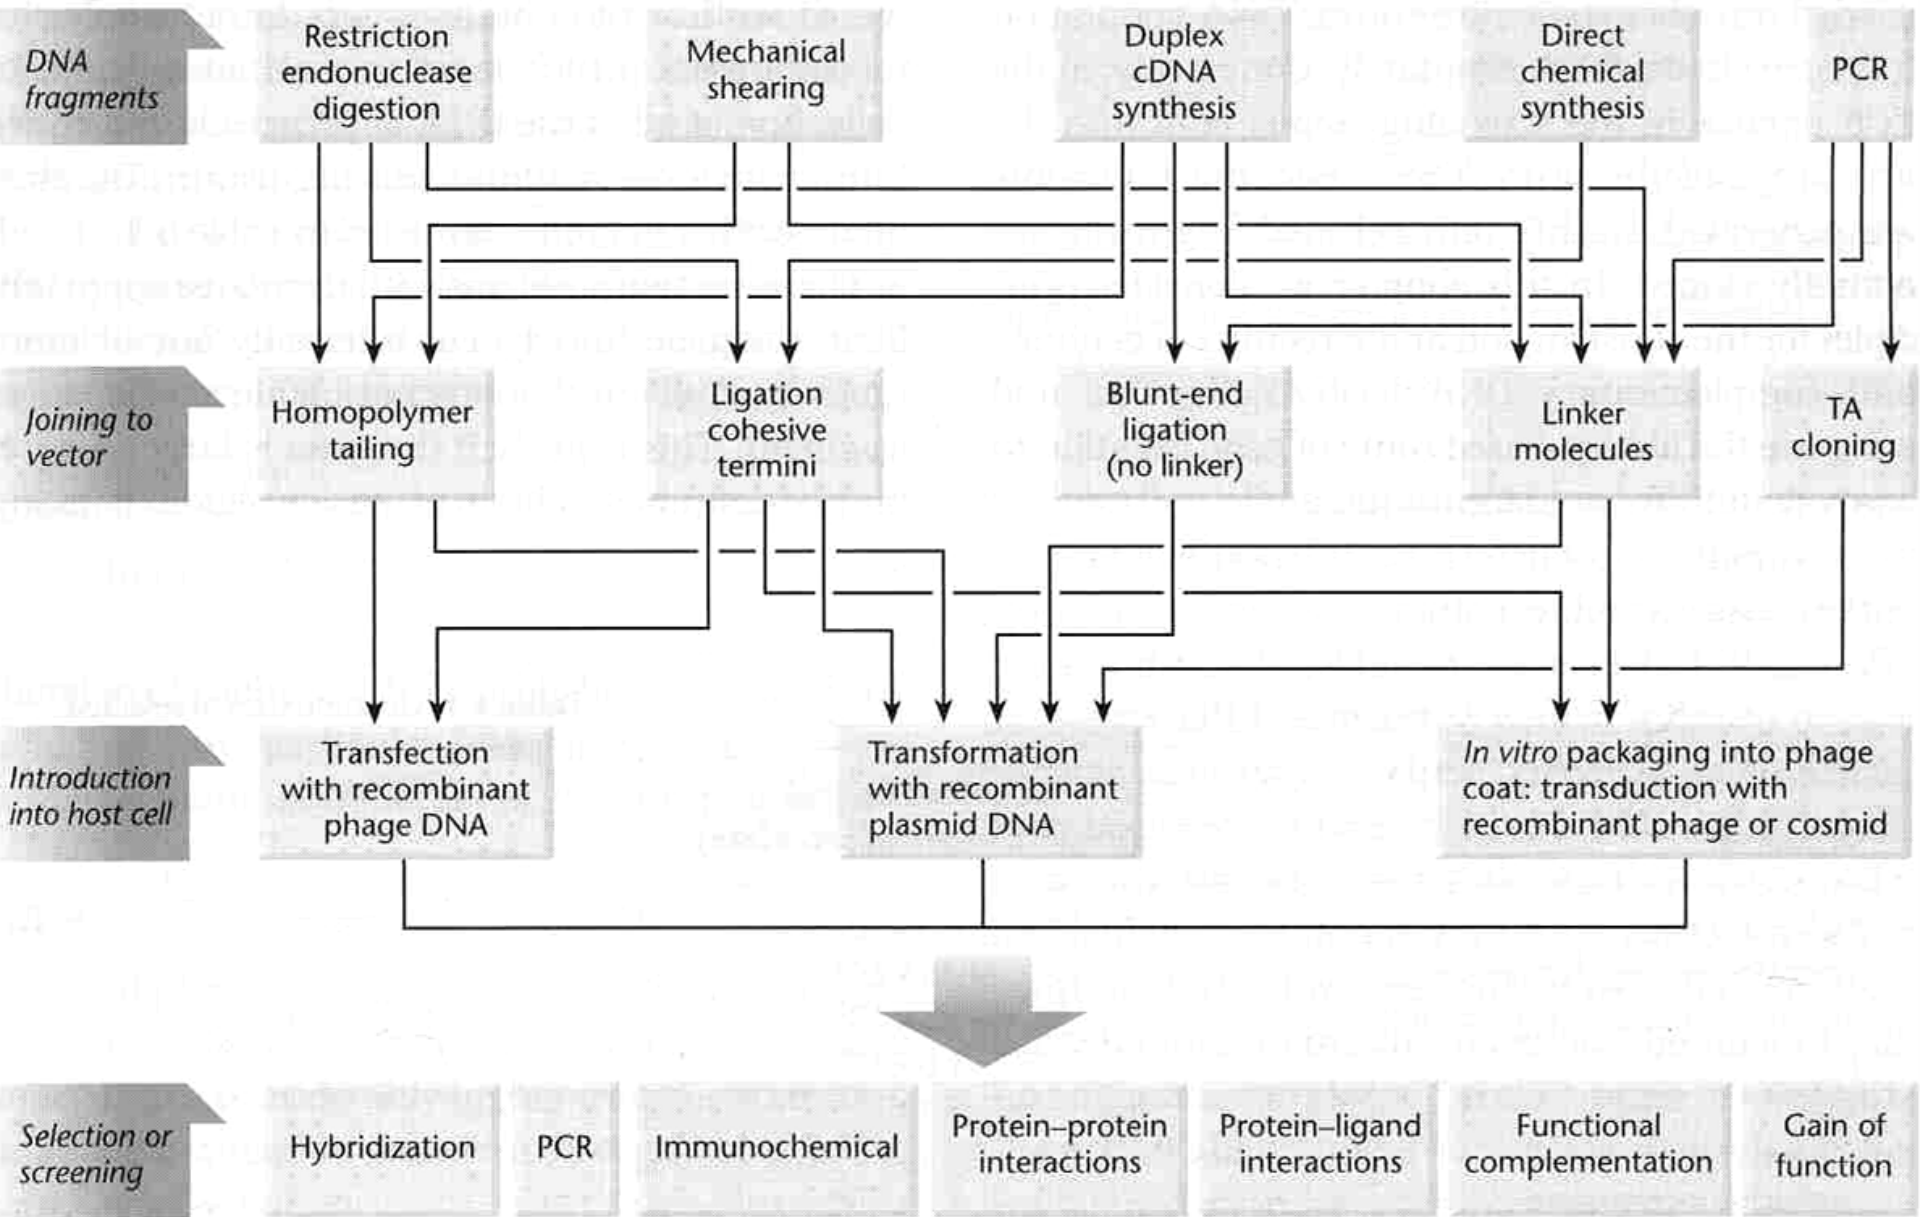 DNA
fragments
Restriction
endonuclease
digestion
Mechanical
shearing
Duplex
cDNA
synthesis
Direct
chemical
synthesis
PCR
Joining to
vector
Homopolymer
tailing
Ligation
cohesive
termini
Blunt-end
ligation
(no linker)
Linker
molecules
TA
cloning
Introduction
into host cell
Transfection
with recombinant
phage DNA
Transformation
with recombinant
plasmid DNA
In vitro packaging into phage
coat: transduction with
recombinant phage or cosmid
Selection or
screening
Hybridization
PCR
Immunochemical
Protein–protein
interactions
Protein–ligand
interactions
Functional
complementation
Gain of
function